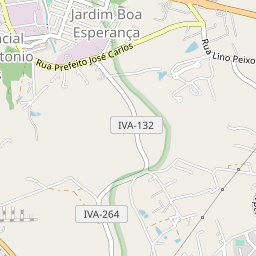 Jardim Boa
Esperança
cial
tonio
Rua Prefeito José Carlos
Rua Lino Peixo
IVA-132
IVA-264